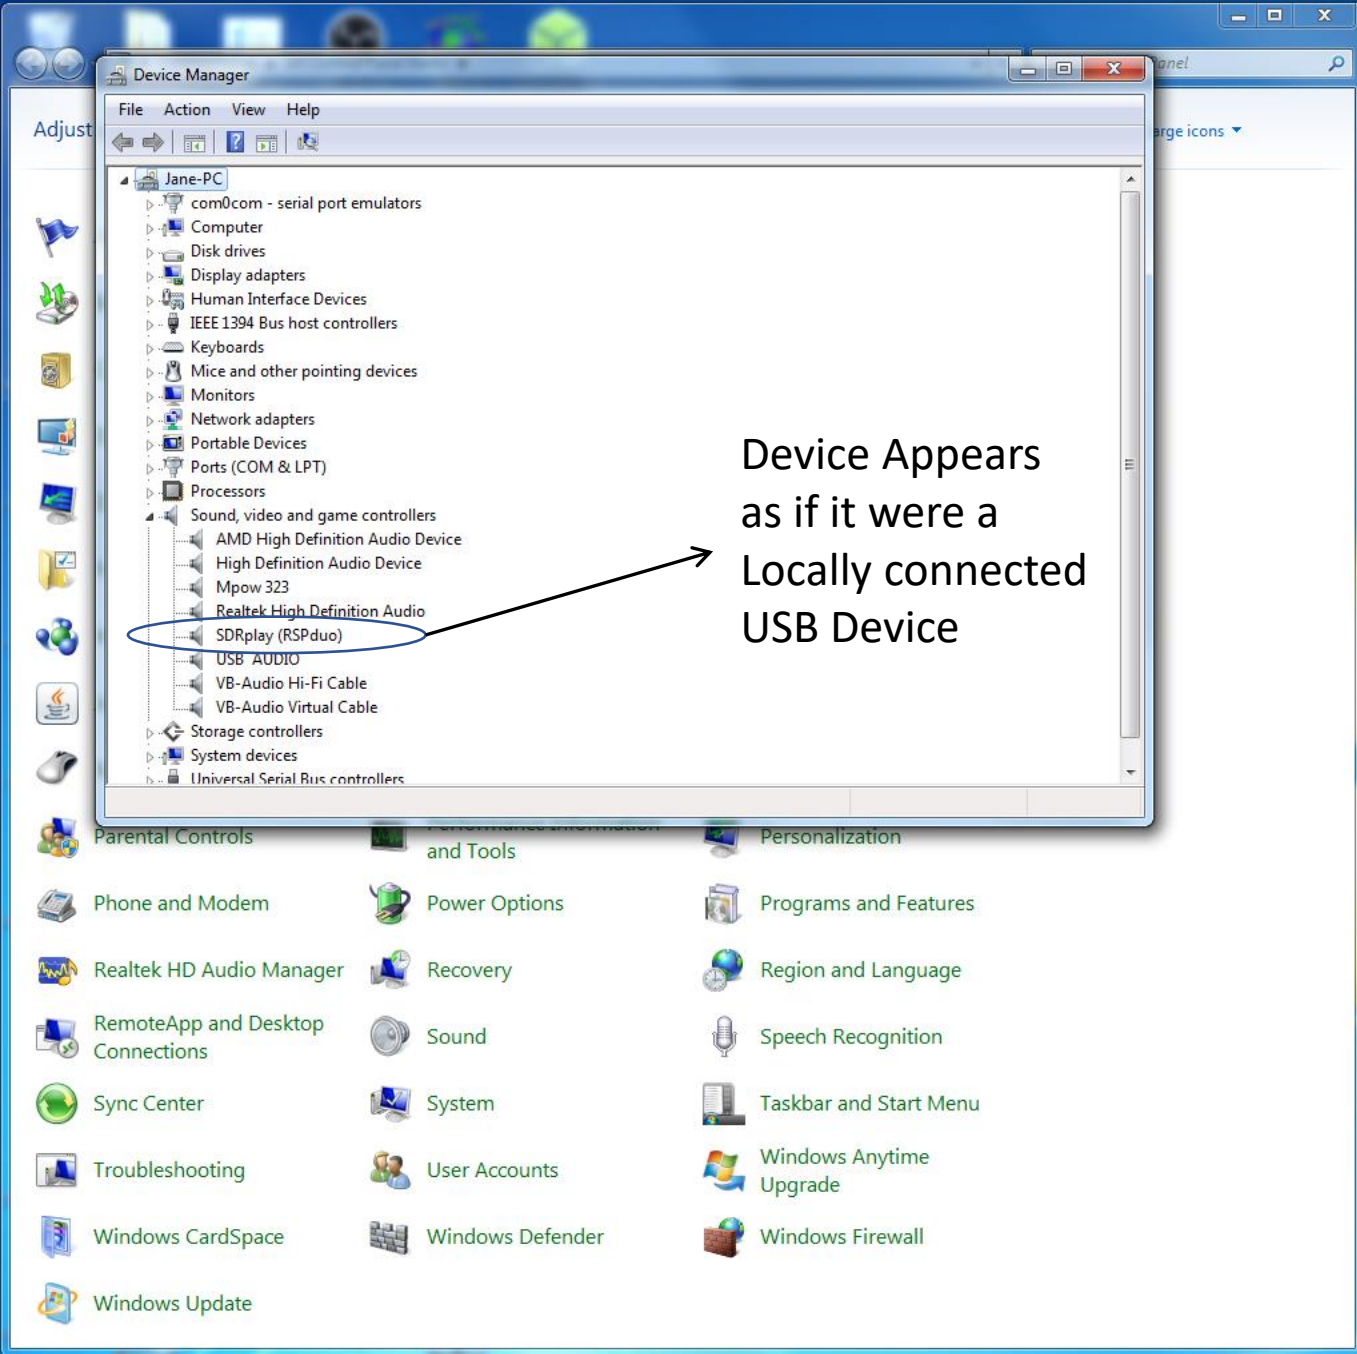 Device Manager
anel
File Action View Help
Adjust
arge icons
Jane-PC
com0com - serial port emulators
Computer
Disk drives
Display adapters
Human Interface Devices
IEEE 1394 Bus host controllers
Keyboards
Mice and other pointing devices
Monitors
Network adapters
Portable Devices
Ports (COM & LPT)
Processors
Sound, video and game controllers
AMD High Definition Audio Device
High Definition Audio Device
Mpow 323
Realtek High Definition Audio
SDRplay (RSPduo)
USB AUDIO
VB-Audio Hi-Fi Cable
VB-Audio Virtual Cable
Storage controllers
System devices
Universal Serial Bus controllers
Device Appears
as if it were a
Locally connected
USB Device
Parental Controls
Performance Information
and Tools
Personalization
Phone and Modem
Power Options
Programs and Features
Realtek HD Audio Manager
Recovery
Region and Language
RemoteApp and Desktop
Connections
Sound
Speech Recognition
Sync Center
System
Taskbar and Start Menu
Troubleshooting
User Accounts
Windows Anytime
Upgrade
Windows CardSpace
Windows Defender
Windows Firewall
Windows Update